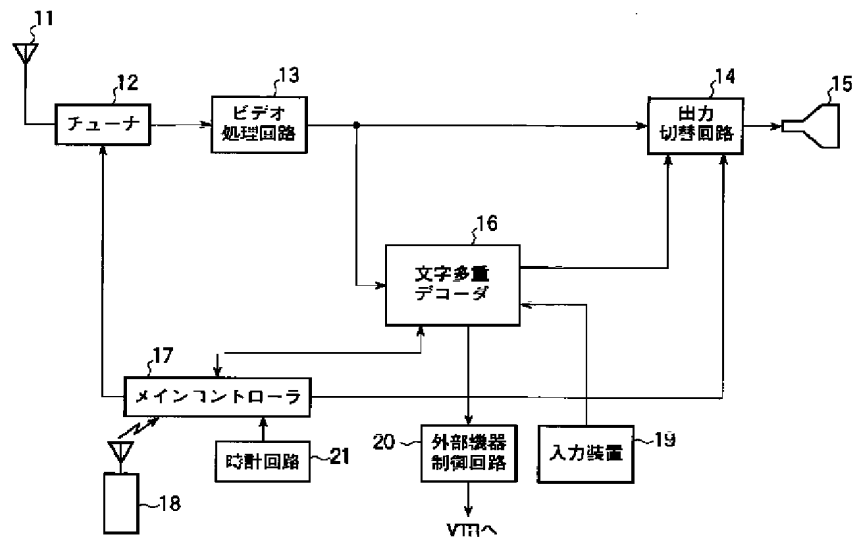 11
12
チューナ
13
ビデオ
処理回路
14
出力
切替回路
15
16
文字多重
デコーダ
17
メインコントローラ
18
時計回路
21
20
外部機器
制御回路
入力装置
19
VTRへ